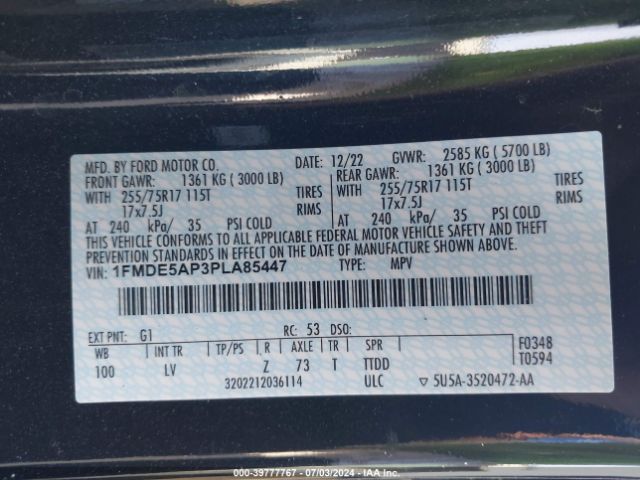 MFD. BY FORD MOTOR CO.
DATE: 12/22 GVWR: 2585 KG ( 5700 LB)
FRONT GAWR: 1361 KG ( 3000 LB) REAR GAWR: 1361 KG ( 3000 LB)
WITH 255/75R17 115T TIRES WITH 255/75R17 115T TIRES
17x7.5J RIMS 17x7.5J RIMS
AT 240 kPa/ 35 PSI COLD AT 240 kPa/ 35 PSI COLD
THIS VEHICLE CONFORMS TO ALL APPLICABLE FEDERAL MOTOR VEHICLE SAFETY AND THEFT
PREVENTION STANDARDS IN EFFECT ON THE DATE OF MANUFACTURE SHOWN ABOVE.
VIN: 1FMDE5AP3PLA85447 TYPE: MPV
EXT PNT: G1 RC: 53 DSO: F0348
WB INT TR TP/PS R AXLE TR SPR T0594
100 LV Z 73 T TTDD
3202212036114 ULC ▽ 5U5A-3520472-AA
© COPY - 39777767 / 07/03/2024 - IAA Inc.